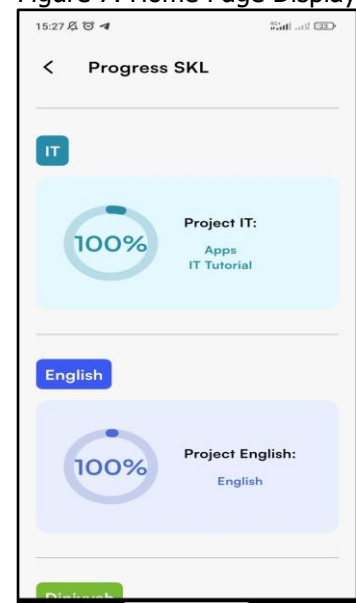 Figure 7. Home Page Display
15:27
Progress SKL
IT
100%
Project IT:
Apps
IT Tutorial
English
100%
Project English:
English
Diniyyah